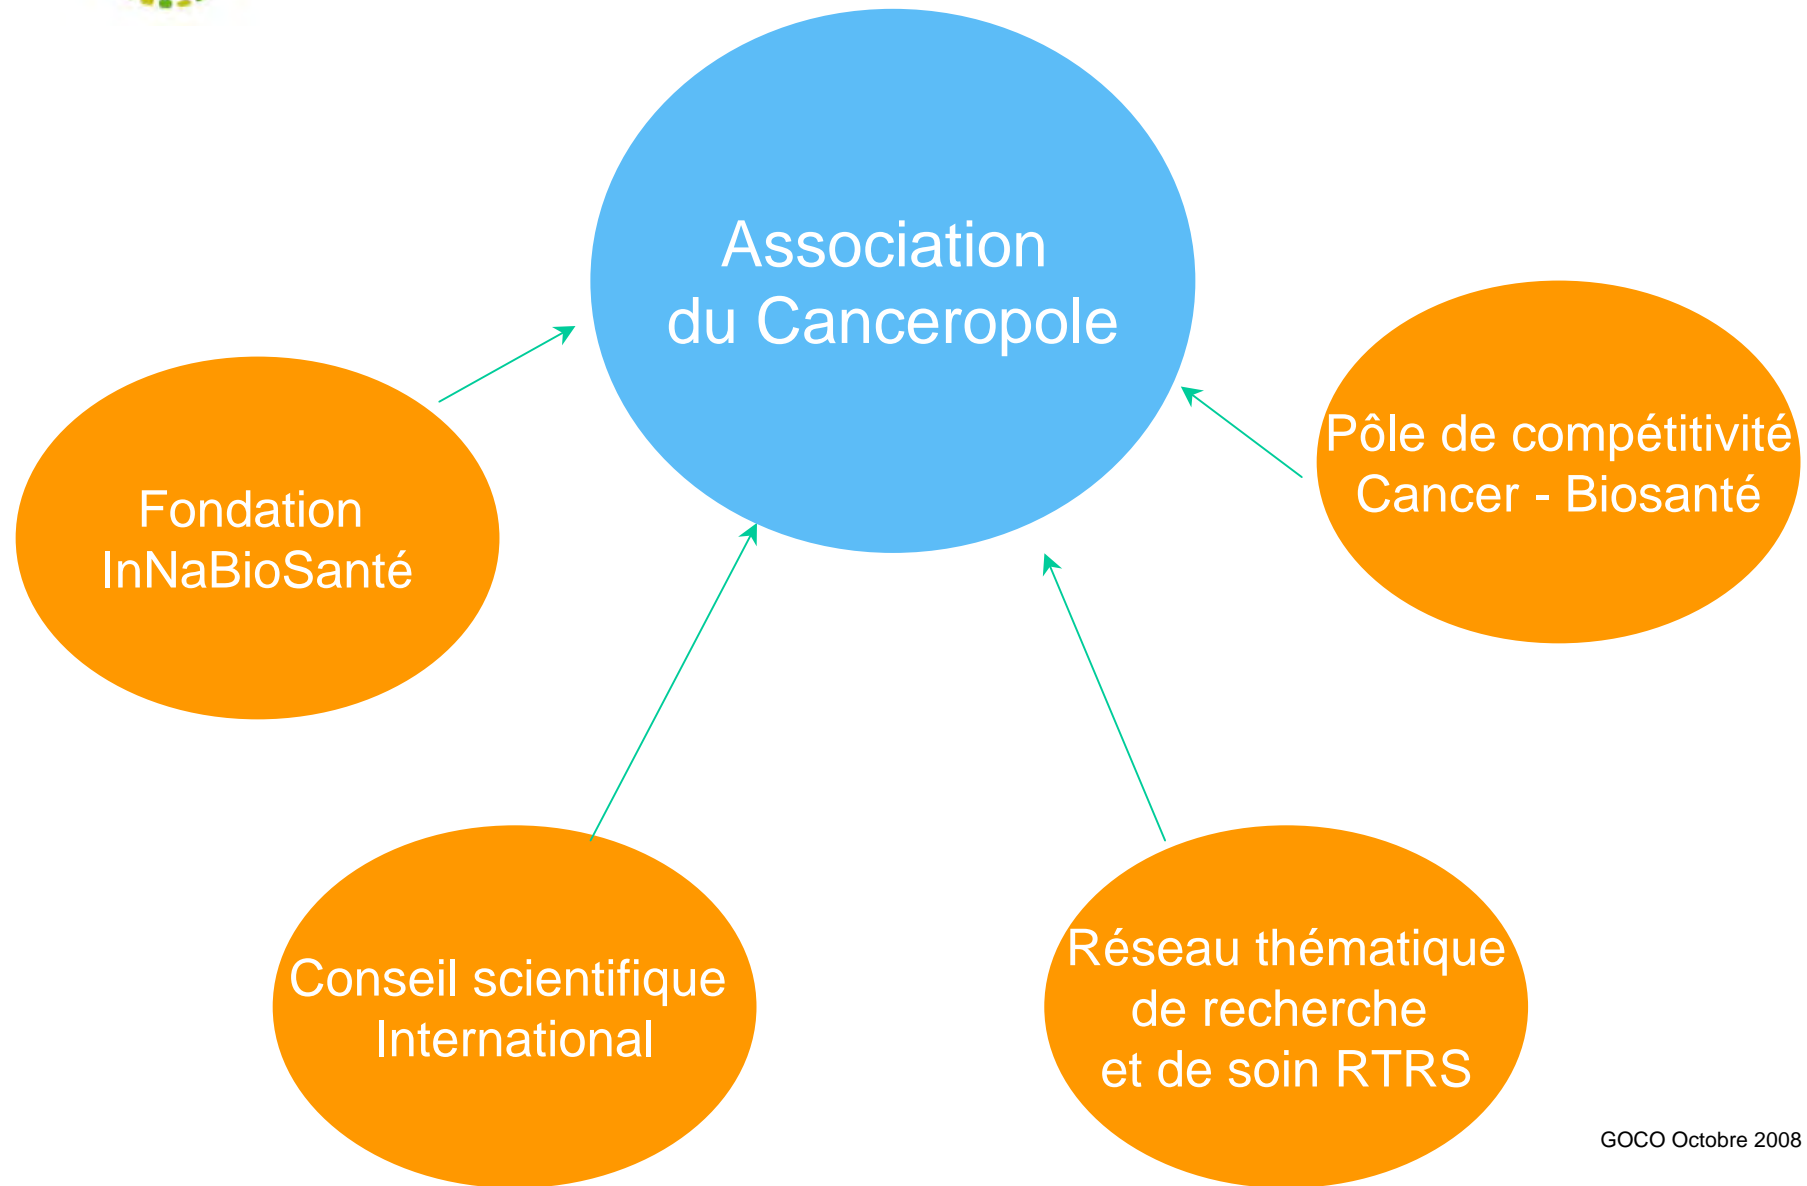 Association
du Canceropole
Fondation
InNaBioSanté
Pôle de compétitivité
Cancer - Biosanté
Conseil scientifique
International
Réseau thématique
de recherche
et de soin RTRS
GOCO Octobre 2008